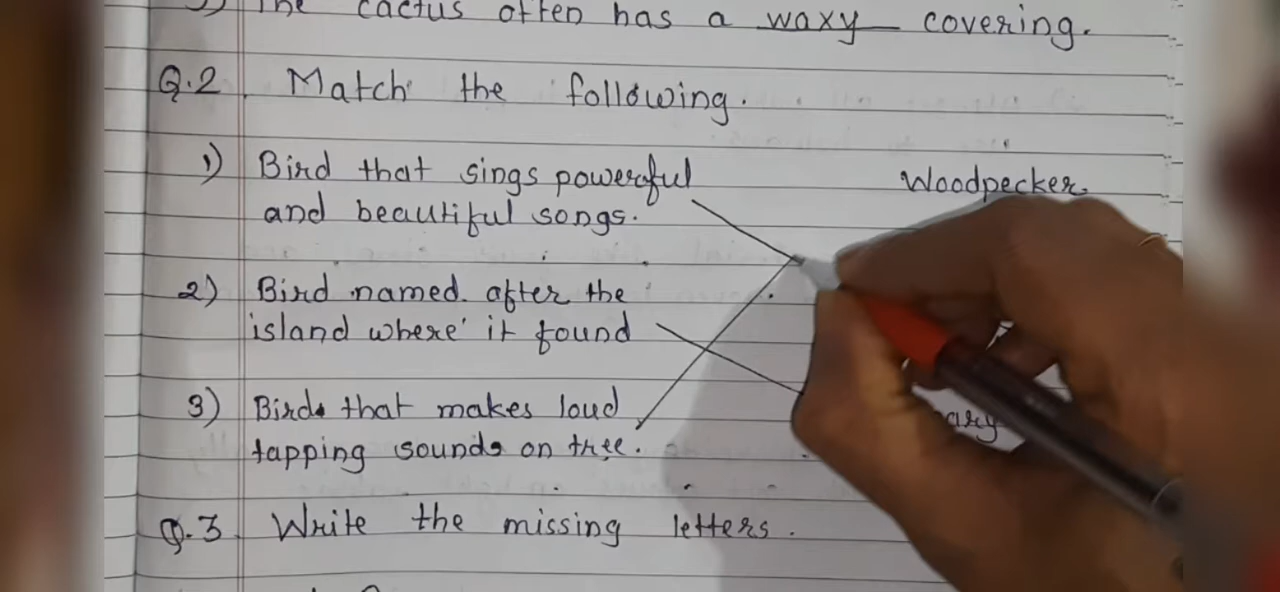 The cactus often has a waxy covering.
Q.2. Match the following.
1) Bird that sings powerful Woodpecker.
and beautiful songs.
2) Bird named after the
island where it found
3) Bird that makes loud
tapping sounds on tree.
Q.3 Write the missing letters.